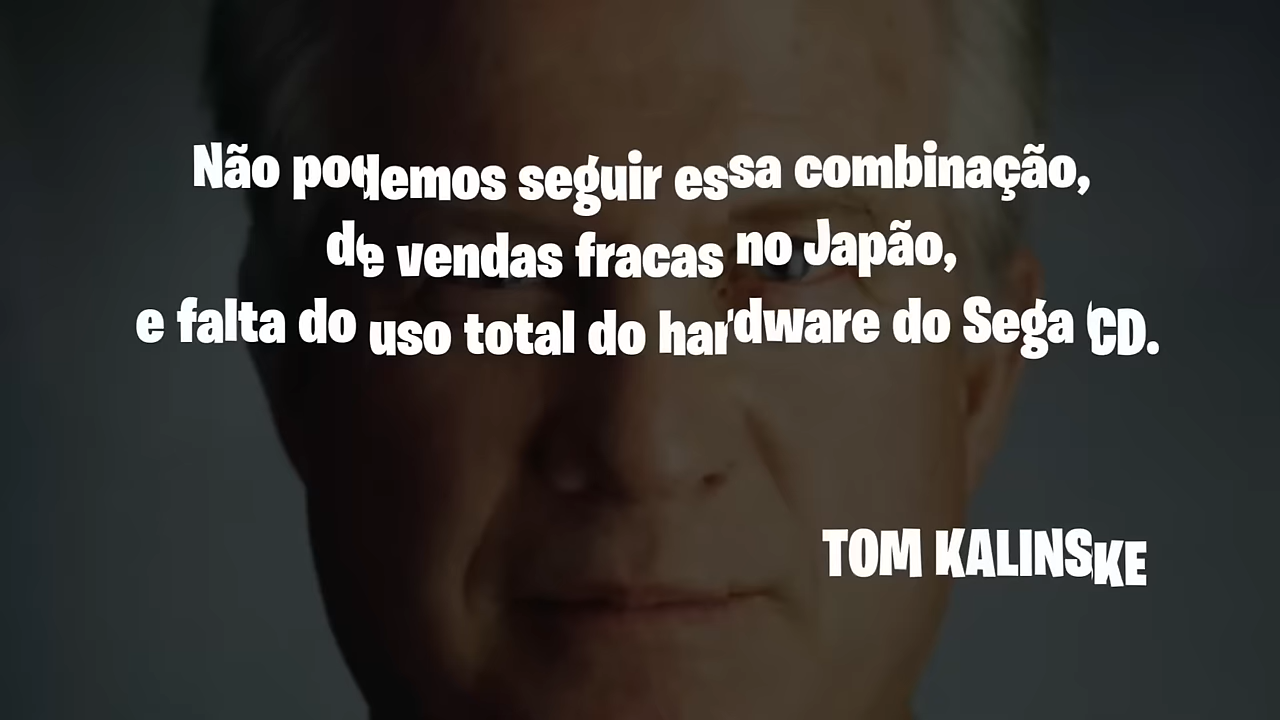 Não podemos seguir essa combinação,
de vendas fracas no Japão,
e falta do uso total do hardware do Sega CD.
TOM KALINSKE